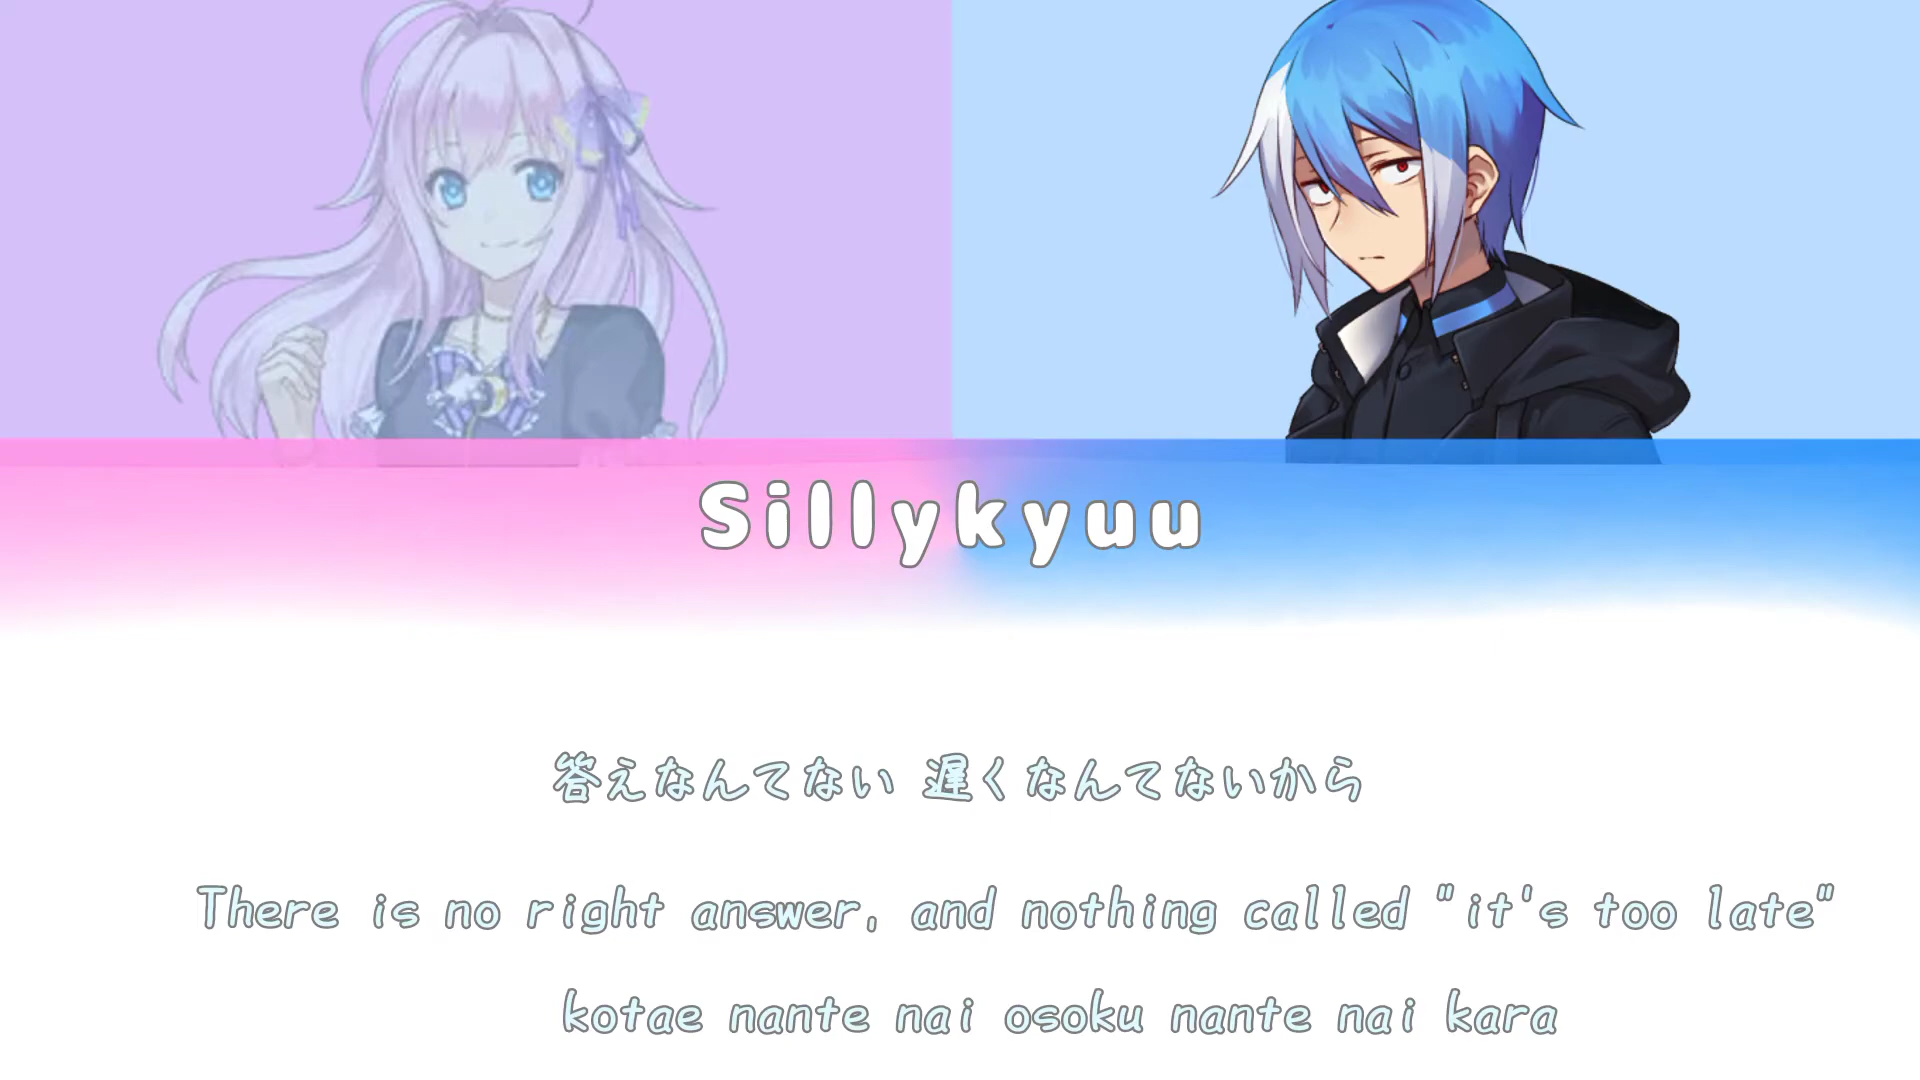 Sillykyuu
答えなんてない 遅くなんてないから
There is no right answer, and nothing called "it's too late"
kotae nante nai osoku nante nai kara